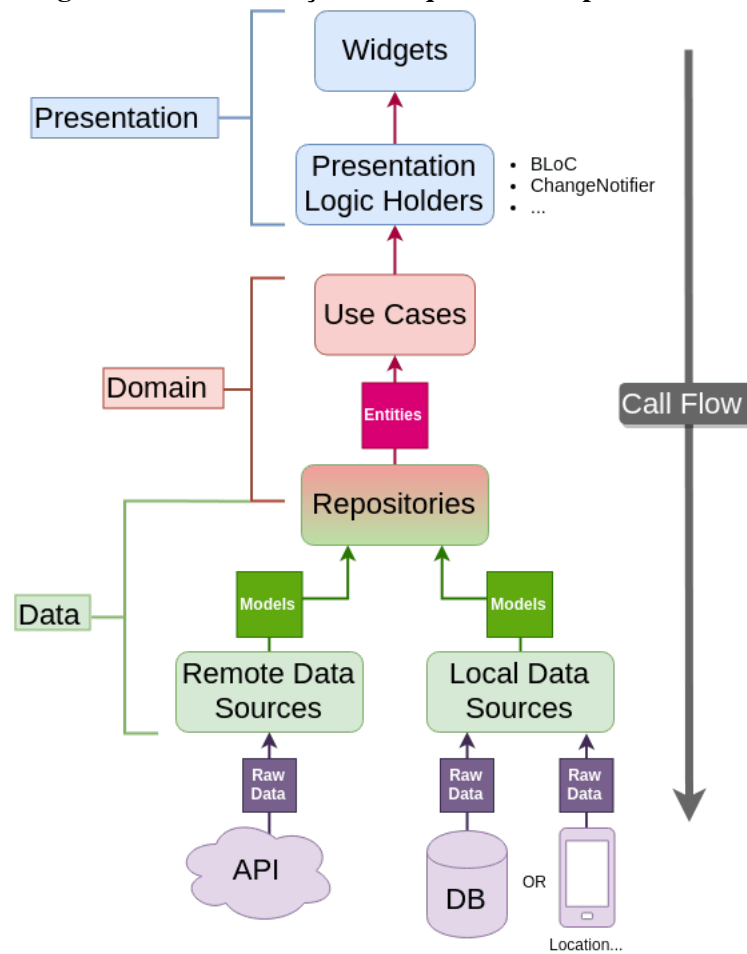 Widgets
Presentation
Presentation
Logic Holders
• BLoC
• ChangeNotifier
• ...
Use Cases
Domain
Entities
Call Flow
Repositories
Models
Models
Data
Remote Data
Sources
Local Data
Sources
Raw
Data
Raw
Data
Raw
Data
API
DB
OR
Location...